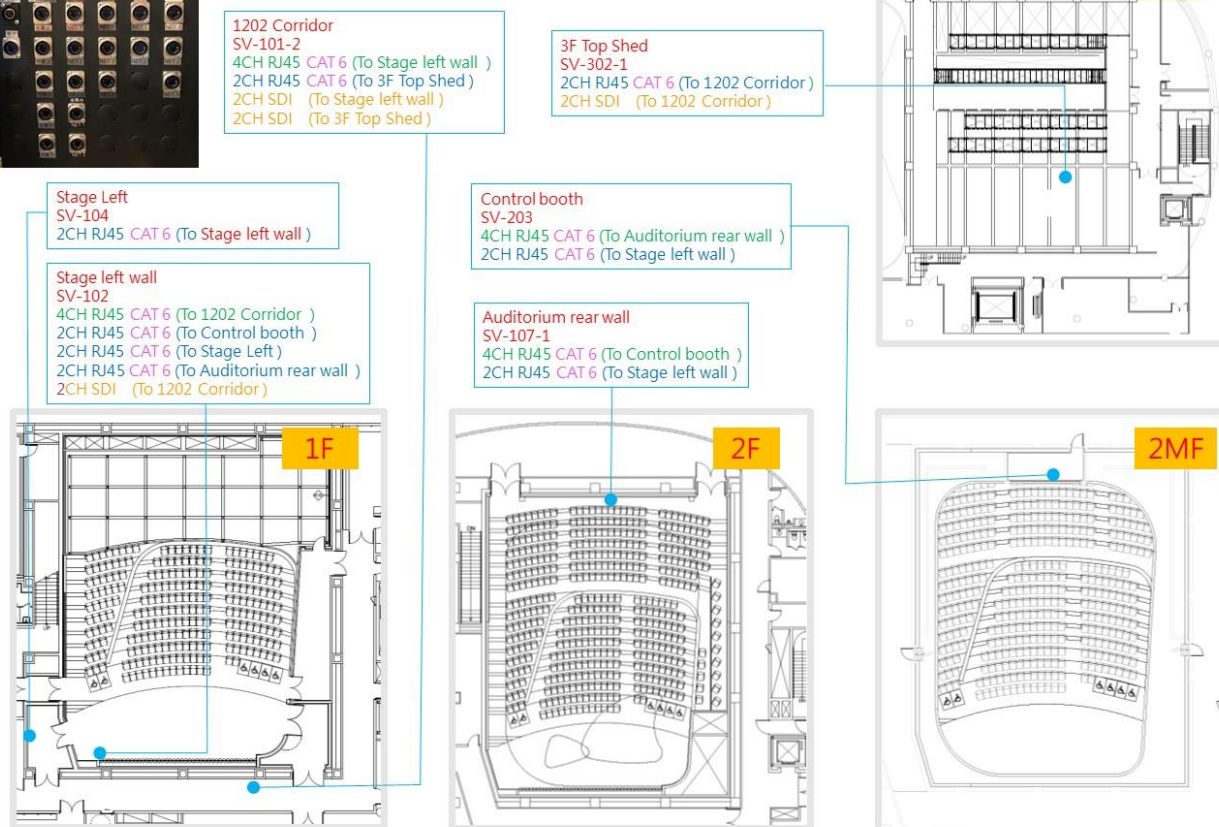 1202 Corridor
SV-101-2
4CH RJ45 CAT 6 (To Stage left wall )
2CH RJ45 CAT 6 (To 3F Top Shed )
2CH SDI (To Stage left wall )
2CH SDI (To 3F Top Shed )
3F Top Shed
SV-302-1
2CH RJ45 CAT 6 (To 1202 Corridor )
2CH SDI (To 1202 Corridor )
Stage Left
SV-104
2CH RJ45 CAT 6 (To Stage left wall )
Control booth
SV-203
4CH RJ45 CAT 6 (To Auditorium rear wall )
2CH RJ45 CAT 6 (To Stage left wall )
Stage left wall
SV-102
4CH RJ45 CAT 6 (To 1202 Corridor )
2CH RJ45 CAT 6 (To Control booth )
2CH RJ45 CAT 6 (To Stage Left )
2CH RJ45 CAT 6 (To Auditorium rear wall )
2CH SDI (To 1202 Corridor )
Auditorium rear wall
SV-107-1
4CH RJ45 CAT 6 (To Control booth )
2CH RJ45 CAT 6 (To Stage left wall )
1F
2F
2MF